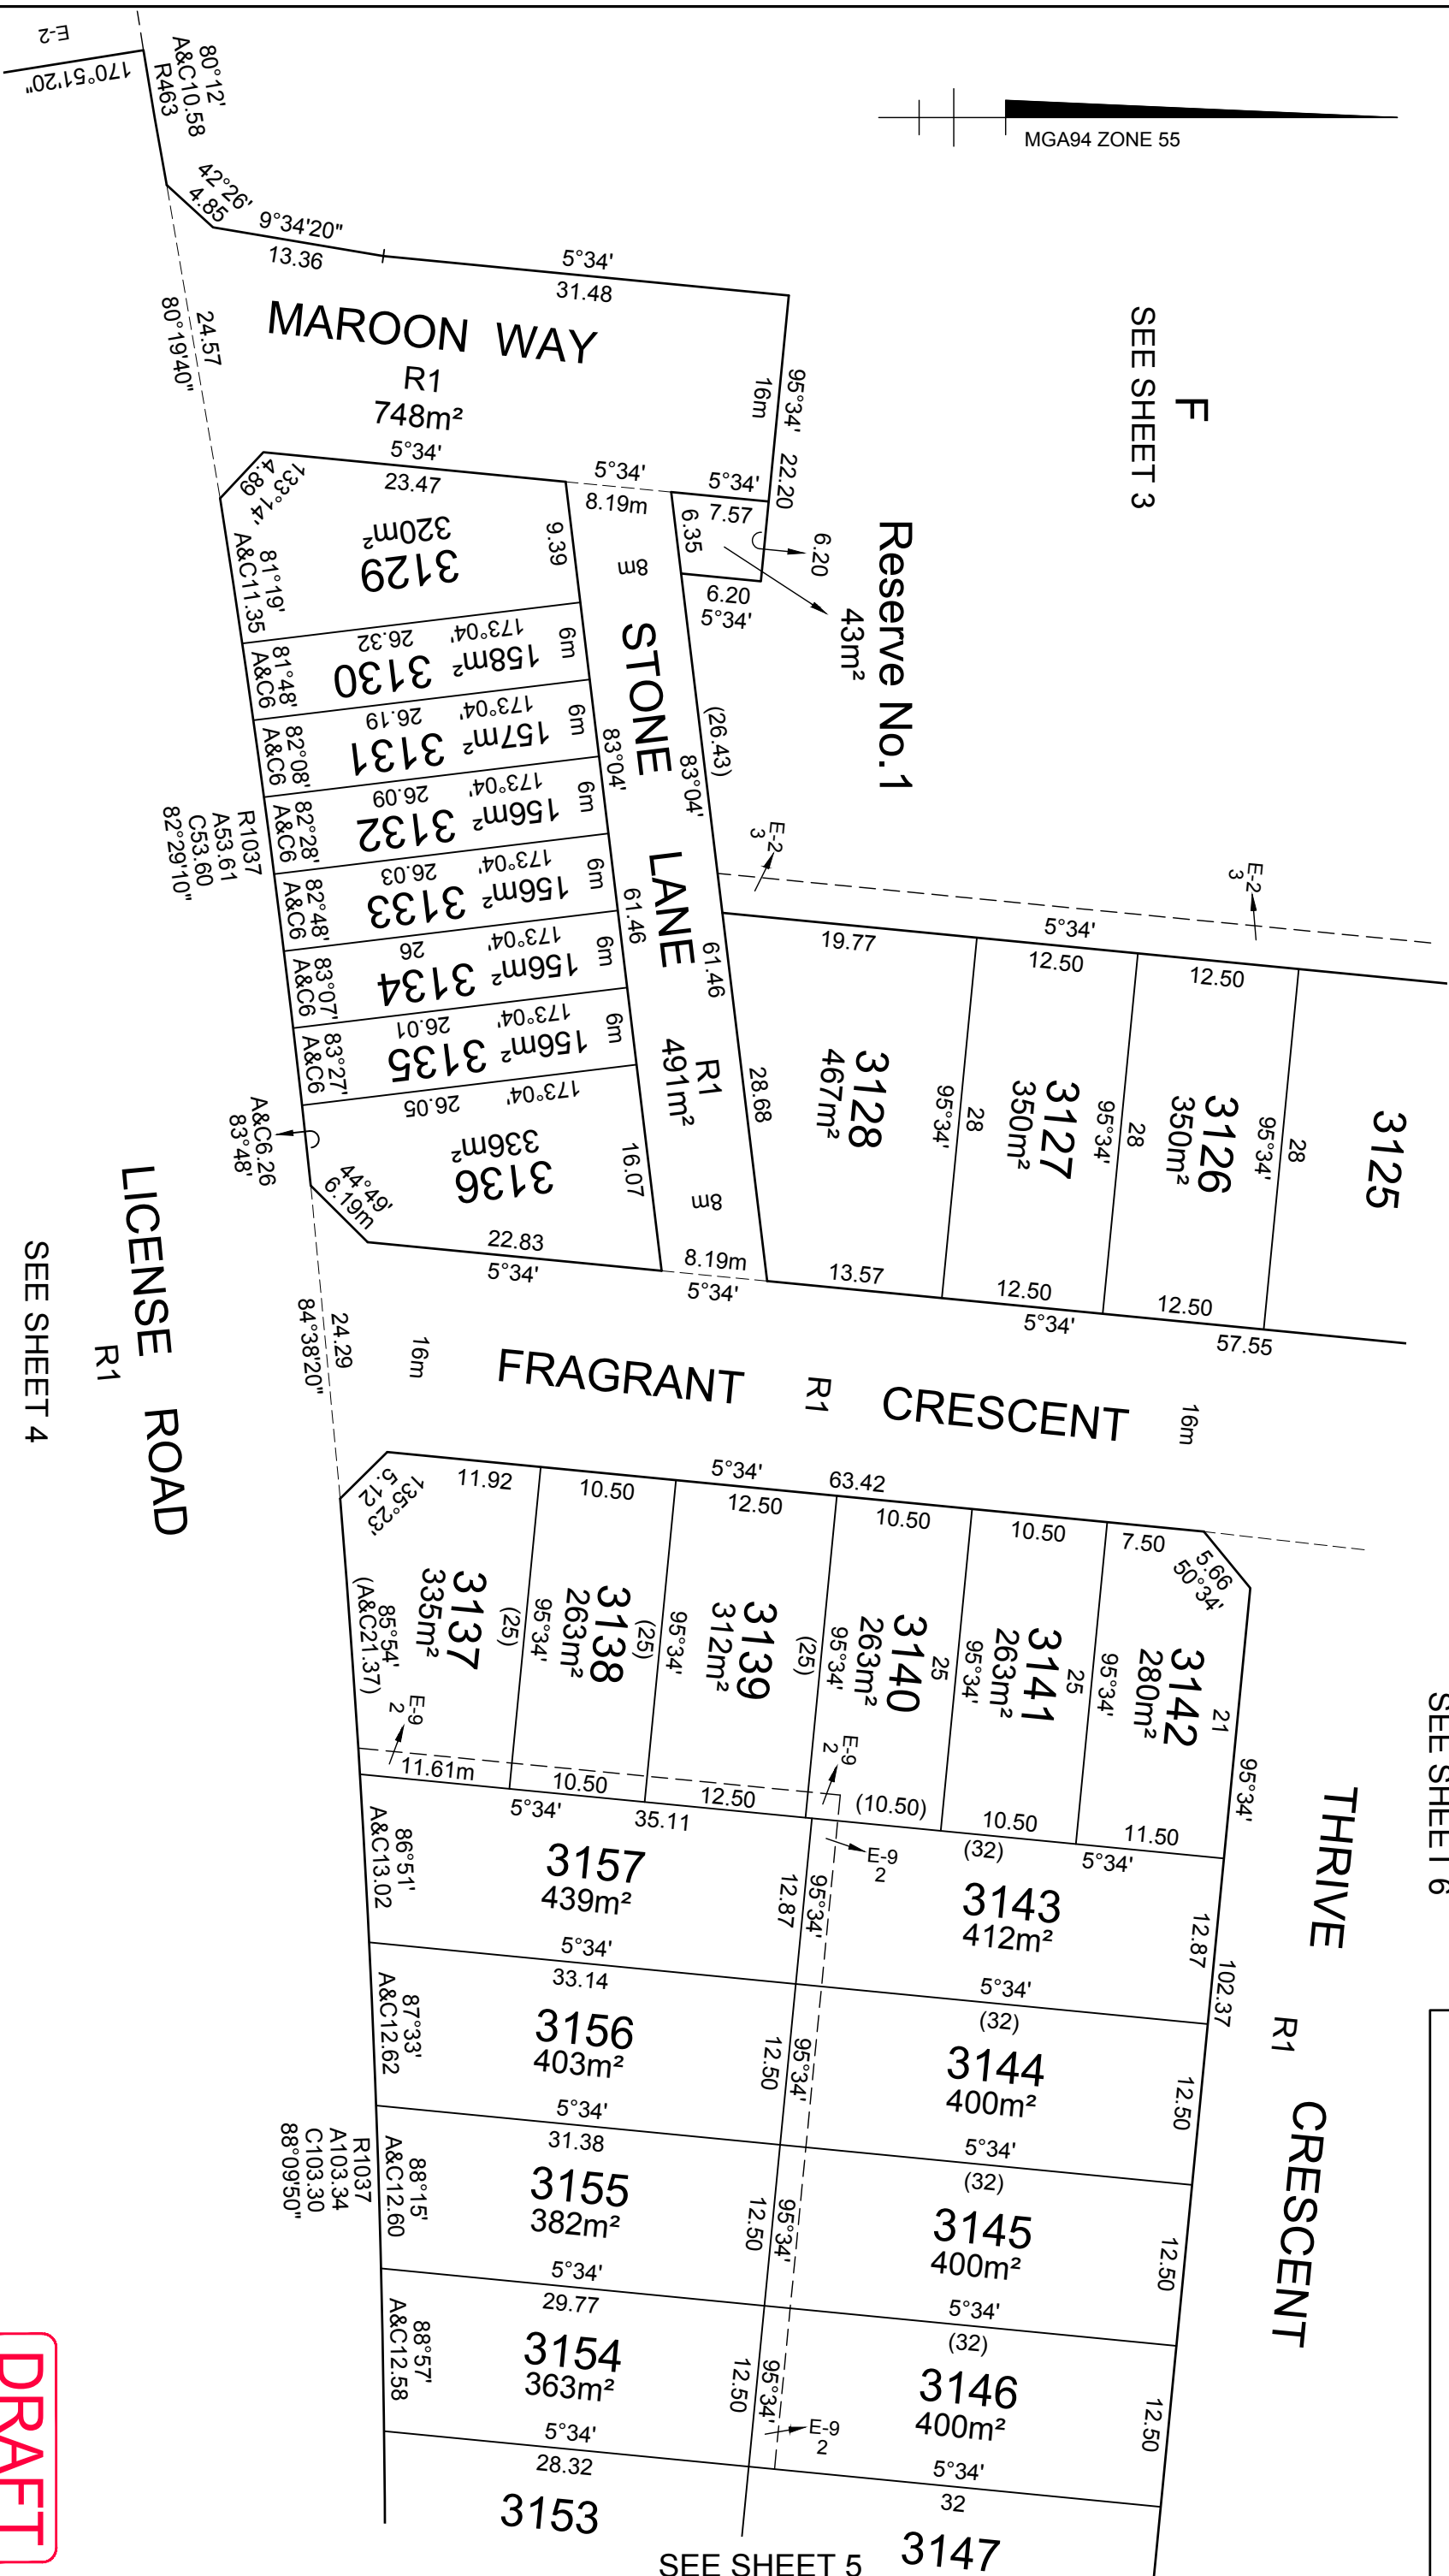 E-2
170°51'20"
80°12'
A&C10.58
R463
42°26'
4.85
9°34'20"
13.36
5°34'
31.48
MGA94 ZONE 55
F
SEE SHEET 3
MAROON WAY
R1
748m²
24.57
80°19'40"
95°34'
16m
22.20
5°34'
23.47
5°34'
8.19m
5°34'
7.57
6.35
6.20
6.20
5°34'
Reserve No.1
43m²
133°14'
4.89
3129
320m²
9.39
81°19'
A&C11.35
8m
STONE LANE
26.32
173°04'
3130
158m²
6m
81°48'
A&C6
26.19
173°04'
3131
157m²
6m
82°08'
A&C6
26.09
173°04'
3132
156m²
6m
82°28'
A&C6
26.03
173°04'
3133
156m²
6m
82°48'
A&C6
26
173°04'
3134
156m²
6m
83°07'
A&C6
26.01
173°04'
3135
156m²
6m
83°27'
A&C6
26.05
173°04'
3136
336m²
16.07
A&C6.26
83°48'
44°49'
6.19m
22.83
5°34'
R1037
A53.61
C53.60
82°29'10"
83°04'
61.46
(26.43)
83°04'
61.46
28.68
R1
491m²
8m
8.19m
5°34'
E-2
3
E-2
3
5°34'
19.77
12.50
12.50
3128
467m²
95°34'
28
3127
350m²
95°34'
28
3126
350m²
95°34'
28
3125
13.57
12.50
12.50
5°34'
57.55
LICENSE ROAD
R1
SEE SHEET 4
24.29
84°38'20"
16m
FRAGRANT R1 CRESCENT
16m
5°34'
63.42
135°23'
5.12
11.92
10.50
12.50
10.50
10.50
7.50
5.66
50°34'
3137
335m²
(25)
95°34'
3138
263m²
(25)
95°34'
3139
312m²
(25)
95°34'
3140
263m²
25
95°34'
3141
263m²
25
95°34'
3142
280m²
21
95°34'
85°54'
(A&C21.37)
E-9
2
E-9
2
11.61m
10.50
12.50
(10.50)
10.50
11.50
5°34'
35.11
(32)
5°34'
SEE SHEET 6
THRIVE R1 CRESCENT
102.37
86°51'
A&C13.02
3157
439m²
12.87
95°34'
E-9
2
3143
412m²
12.87
5°34'
33.14
5°34'
(32)
87°33'
A&C12.62
3156
403m²
12.50
95°34'
3144
400m²
12.50
5°34'
31.38
5°34'
(32)
R1037
A103.34
C103.30
88°09'50"
88°15'
A&C12.60
3155
382m²
12.50
95°34'
3145
400m²
12.50
5°34'
29.77
5°34'
(32)
88°57'
A&C12.58
3154
363m²
12.50
95°34'
E-9
2
3146
400m²
12.50
5°34'
28.32
5°34'
32
3153
3147
SEE SHEET 5
DRAFT